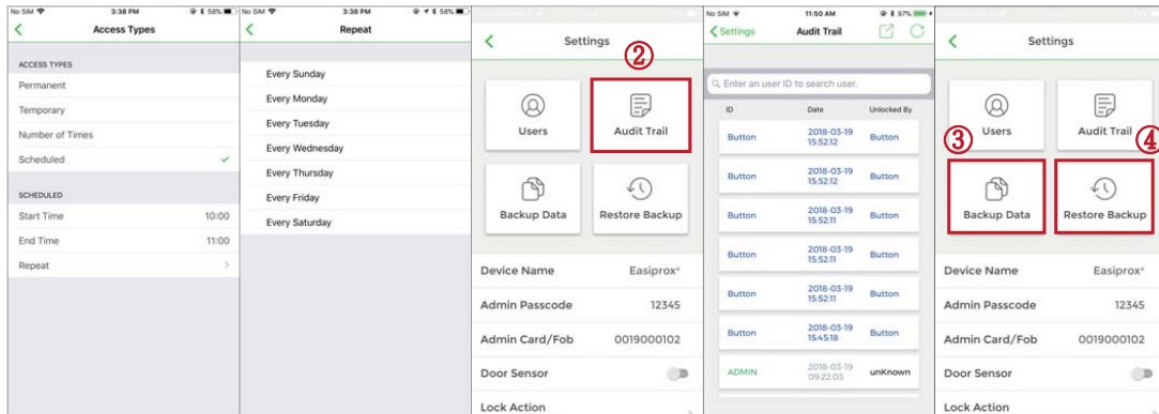 No SIM 3:38 PM 58%
Access Types
ACCESS TYPES
Permanent
Temporary
Number of Times
Scheduled
SCHEDULED
Start Time 10:00
End Time 11:00
Repeat
No SIM 3:38 PM 58%
Repeat
Every Sunday
Every Monday
Every Tuesday
Every Wednesday
Every Thursday
Every Friday
Every Saturday
Settings
②
Users
Audit Trail
Backup Data
Restore Backup
Device Name Easiprox+
Admin Passcode 12345
Admin Card/Fob 0019000102
Door Sensor
Lock Action
No SIM 11:50 AM 97%
Settings Audit Trail
Enter an user ID to search user.
ID Date Unlocked By
Button 2018-03-19 15:52:12 Button
Button 2018-03-19 15:52:12 Button
Button 2018-03-19 15:52:11 Button
Button 2018-03-19 15:52:11 Button
Button 2018-03-19 15:52:11 Button
Button 2018-03-19 15:45:18 Button
ADMIN 2018-03-19 09:22:03 unKnown
Settings
Users
Audit Trail
③
④
Backup Data
Restore Backup
Device Name Easiprox+
Admin Passcode 12345
Admin Card/Fob 0019000102
Door Sensor
Lock Action